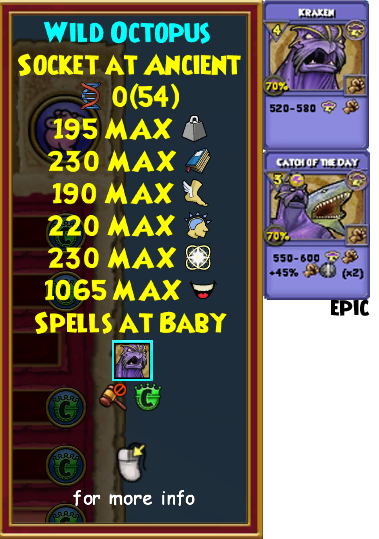 WILD OCTOPUS
SOCKET AT ANCIENT
0(54)
195 MAX
230 MAX
190 MAX
220 MAX
230 MAX
1065 MAX
SPELLS AT BABY
for more info
KRAKEN
4
70%
520-580
CATCH OF THE DAY
70%
550-600
+45% (x2)
EPIC